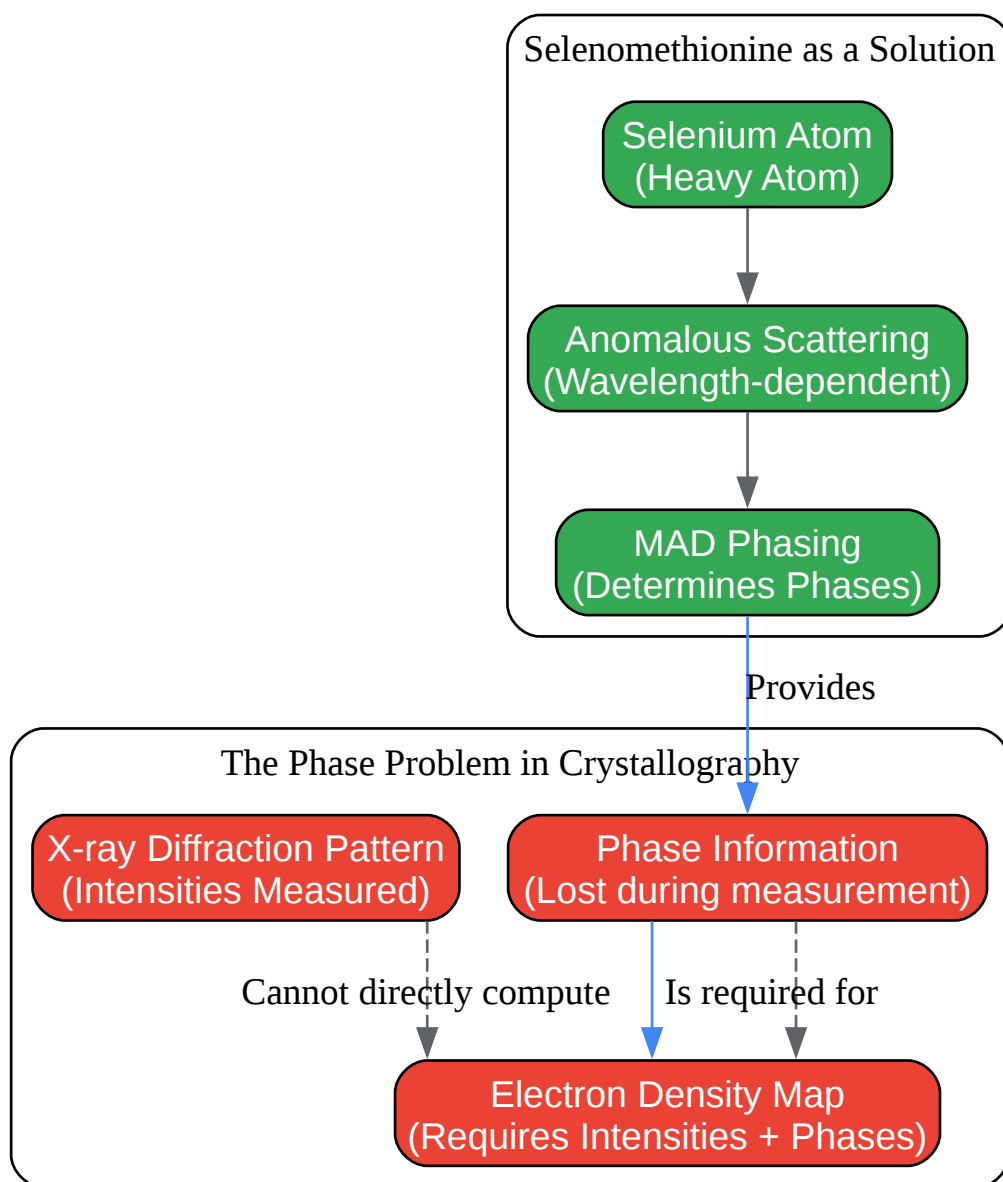 Selenomethionine as a Solution
Selenium Atom
(Heavy Atom)
Anomalous Scattering
(Wavelength-dependent)
MAD Phasing
(Determines Phases)
Provides
The Phase Problem in Crystallography
X-ray Diffraction Pattern
(Intensities Measured)
Phase Information
(Lost during measurement)
Cannot directly compute
Is required for
Electron Density Map
(Requires Intensities + Phases)